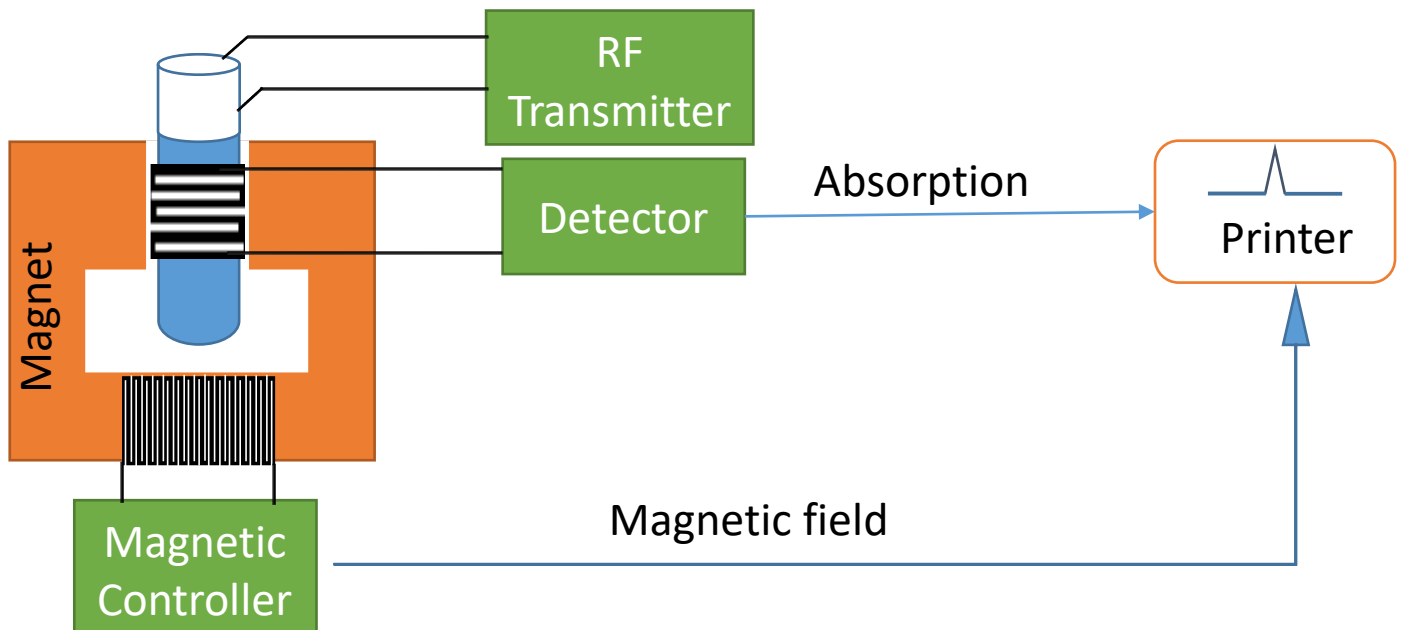 RF
Transmitter
Absorption
Detector
Printer
Magnet
Magnetic field
Magnetic
Controller